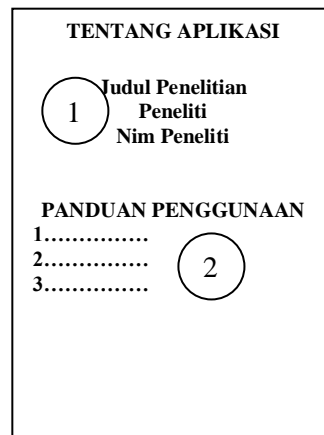 TENTANG APLIKASI
1
Judul Penelitian
Peneliti
Nim Peneliti
PANDUAN PENGGUNAAN
1...............
2...............
3...............
2